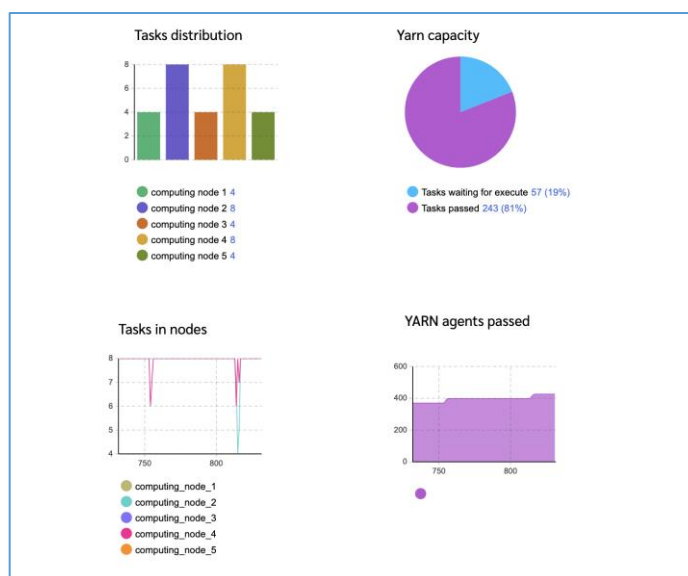 Tasks distribution
8
6
4
2
0
computing node 1 4
computing node 2 8
computing node 3 4
computing node 4 8
computing node 5 4
Yarn capacity
Tasks waiting for execute 57 (19%)
Tasks passed 243 (81%)
Tasks in nodes
8
7
6
5
4
750 800
computing_node_1
computing_node_2
computing_node_3
computing_node_4
computing_node_5
YARN agents passed
600
400
200
0
750 800